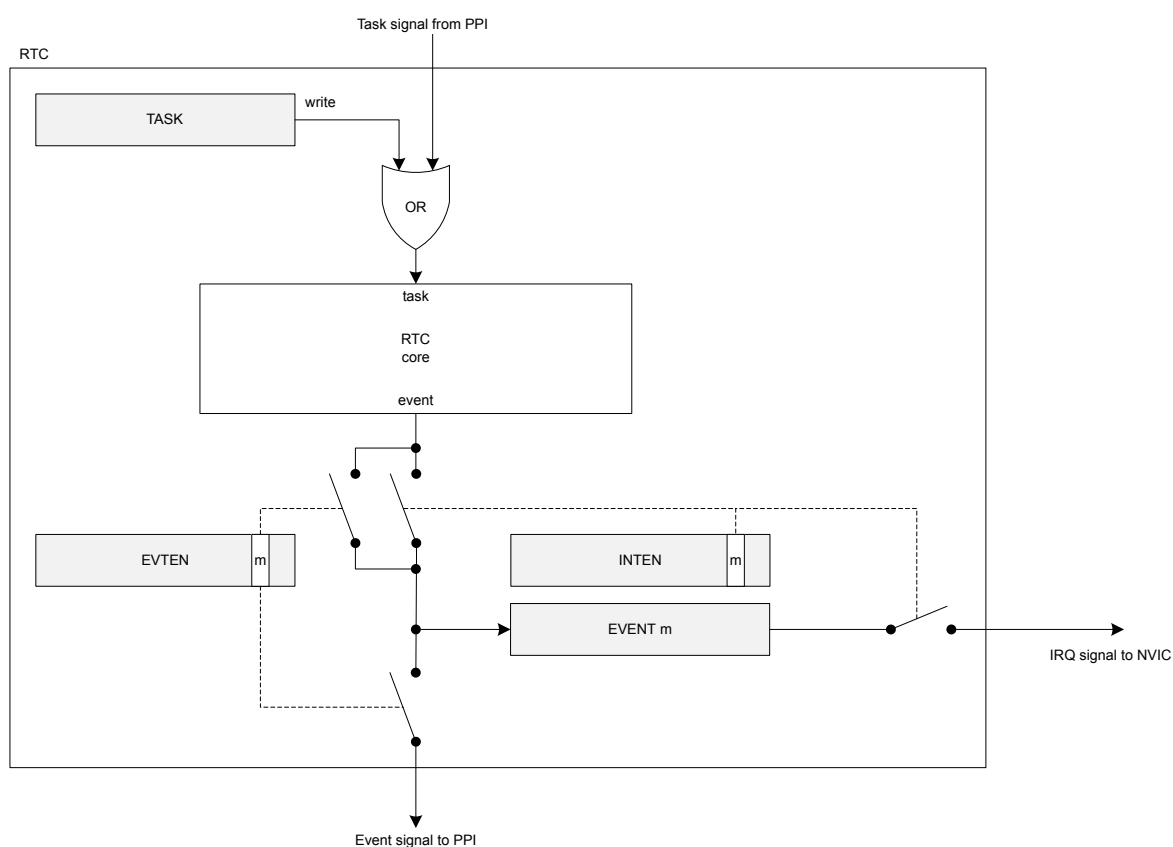 Task signal from PPI
RTC
write
TASK
OR
task
RTC
core
event
EVTEN
m
INTEN
m
EVENT m
IRQ signal to NVIC
Event signal to PPI